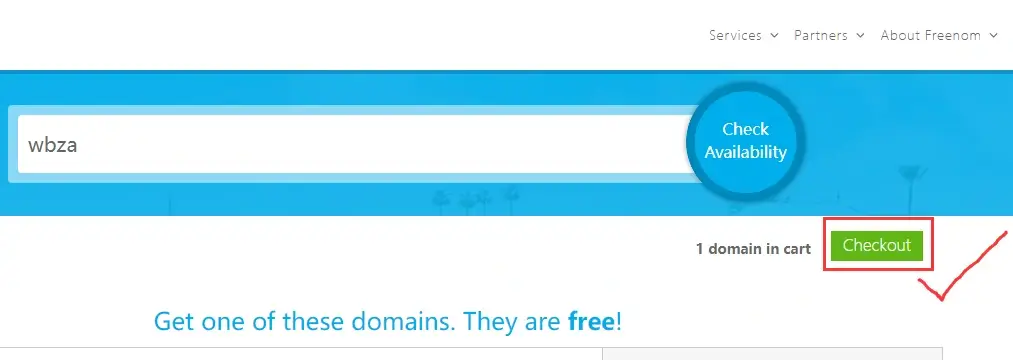 Services Partners About Freenom
wbza
Check
Availability
1 domain in cart Checkout
Get one of these domains. They are free!